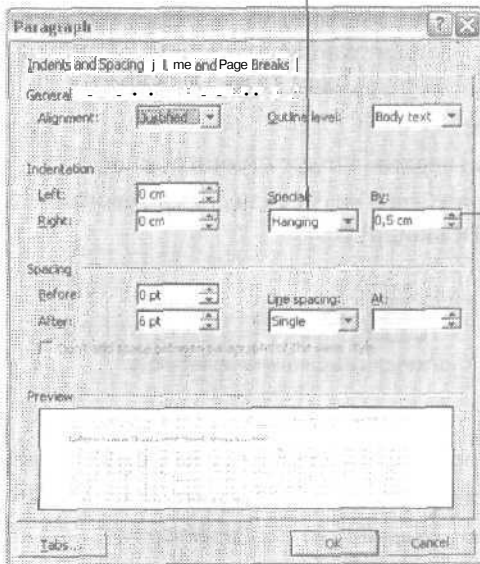 Paragraph
Indents and Spacing j l, me and Page Breaks |
General
Alignment: Justified Outline level: Body text
Indentation
Left: 0 cm Special: By:
Right: 0 cm Hanging 0,5 cm
Spacing
Before: 0 pt Line spacing: At:
After: 6 pt Single
Preview
Tabs... OK Cancel